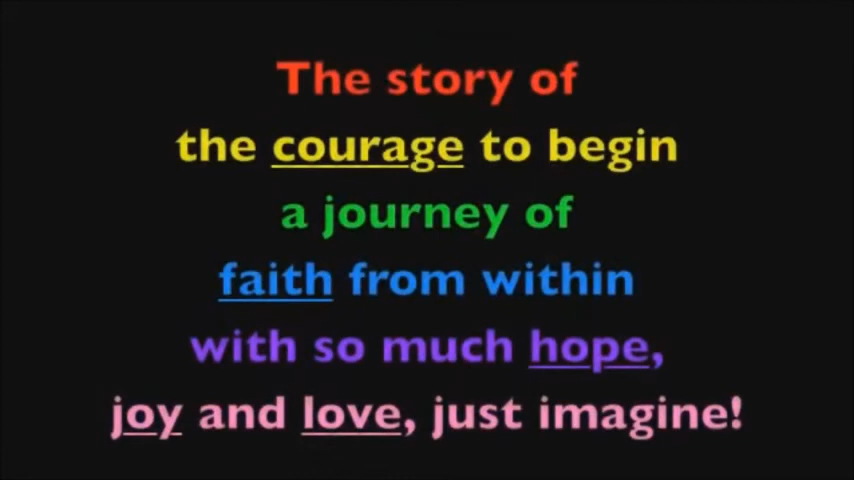 The story of
the courage to begin
a journey of
faith from within
with so much hope,
joy and love, just imagine!